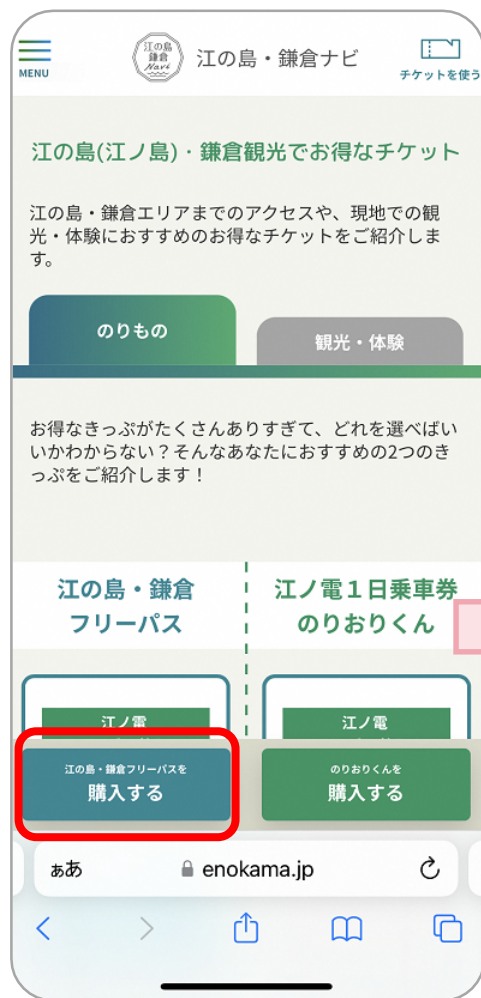 MENU
江の島
鎌倉
Navi
江の島・鎌倉ナビ
チケットを使う
江の島(江ノ島)・鎌倉観光でお得なチケット
江の島・鎌倉エリアまでのアクセスや、現地での観
光・体験におすすめのお得なチケットをご紹介しま
す。
のりもの
観光・体験
お得なきっぷがたくさんありすぎて、どれを選べばい
いかわからない？そんなあなたにおすすめの2つのき
っぷをご紹介します！
江の島・鎌倉
フリーパス
江ノ電１日乗車券
のりおりくん
江ノ電
江ノ電
江の島・鎌倉フリーパスを
購入する
のりおりくんを
購入する
ぁあ
enokama.jp